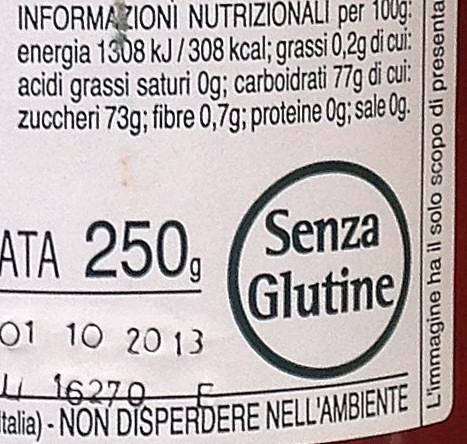 INFORMAZIONI NUTRIZIONALI per 100g:
energia 1308 kJ / 308 kcal; grassi 0,2g di cui:
acidi grassi saturi 0g; carboidrati 77g di cui:
zuccheri 73g; fibre 0,7g; proteine 0g; sale 0g.
ATA 250g
Senza
Glutine
01 10 2013
LI 16270 F
talia) - NON DISPERDERE NELL'AMBIENTE
L'immagine ha il solo scopo di presenta